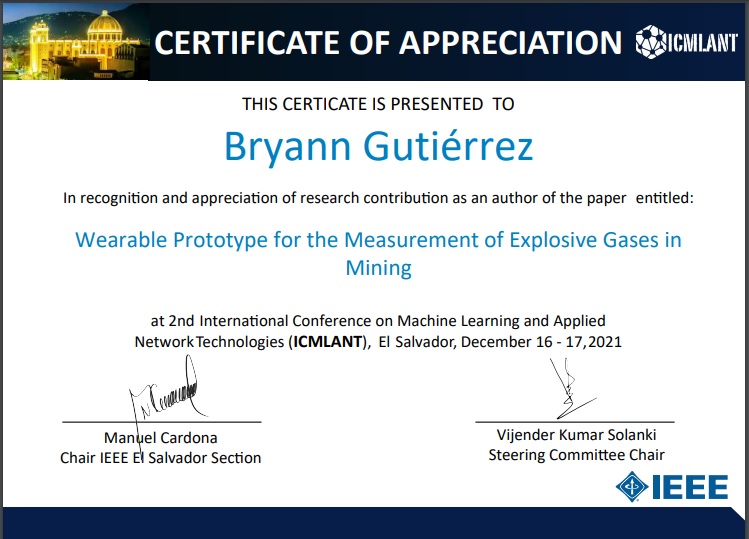 CERTIFICATE OF APPRECIATION
ICMLANT
IEEE
THIS CERTICATE IS PRESENTED TO
Bryann Gutiérrez
In recognition and appreciation of research contribution as an author of the paper entitled:
Wearable Prototype for the Measurement of Explosive Gases in
Mining
at 2nd International Conference on Machine Learning and Applied
Network Technologies (ICMLANT), El Salvador, December 16 - 17,2021
Manuel Cardona
Chair IEEE El Salvador Section
Vijender Kumar Solanki
Steering Committee Chair
IEEE